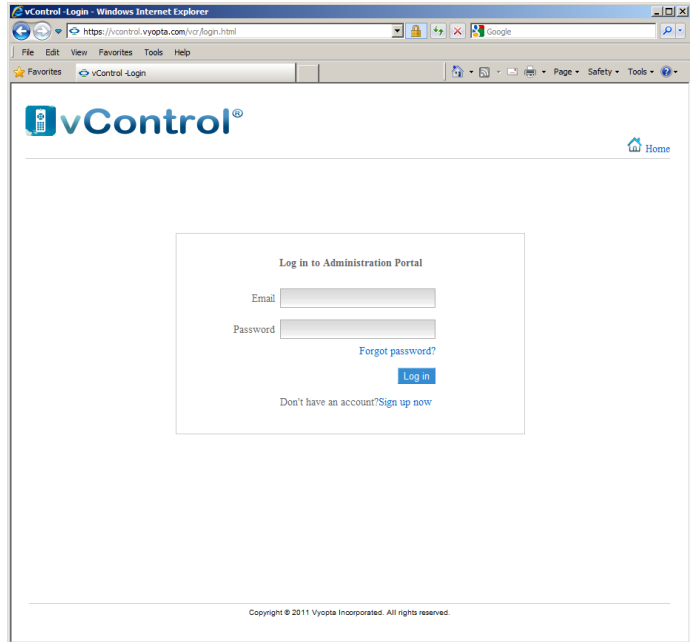 vControl -Login - Windows Internet Explorer
https://vcontrol.vyopta.com/vcr/login.html
Google
File Edit View Favorites Tools Help
Favorites vControl -Login Page Safety Tools
vControl®
Home
Log in to Administration Portal
Email
Password
Forgot password?
Log in
Don't have an account?Sign up now
Copyright © 2011 Vyopta Incorporated. All rights reserved.